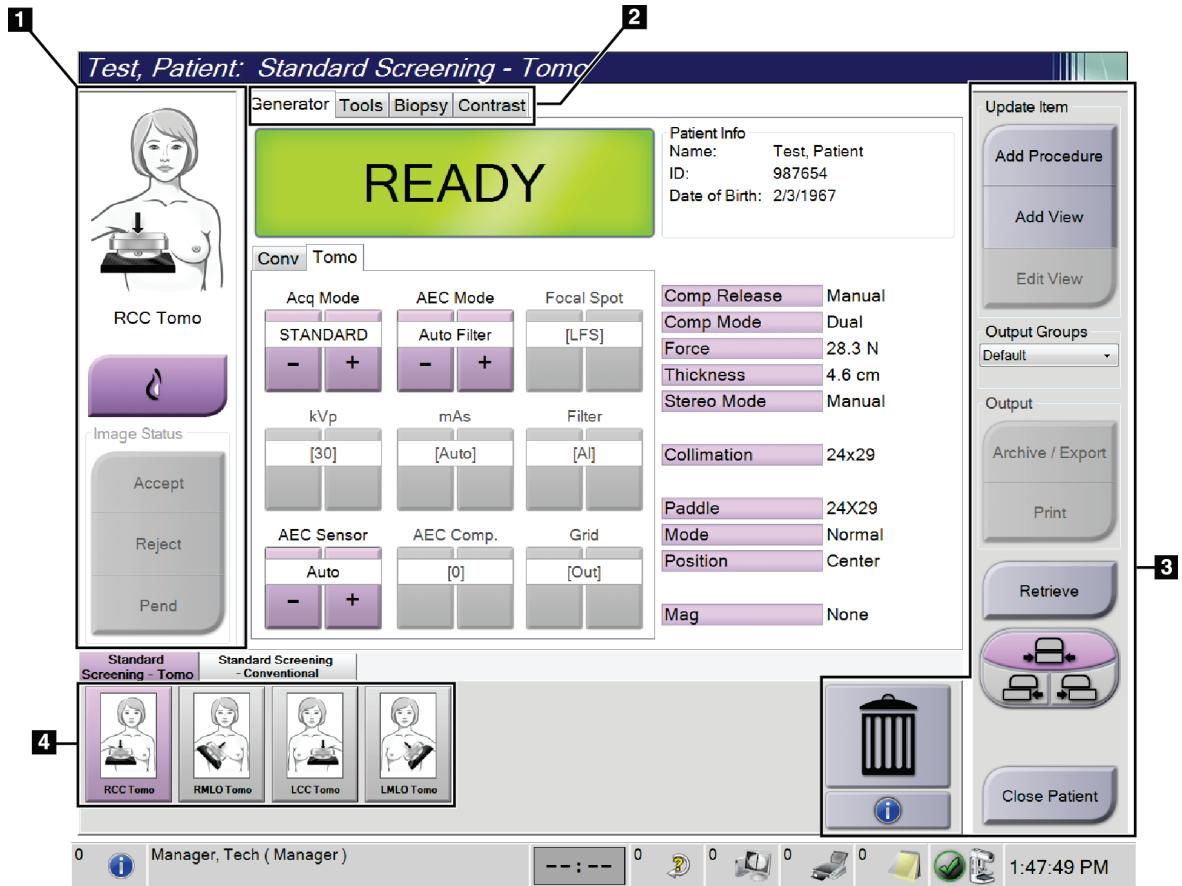 1
2
Test, Patient: Standard Screening - Tomo
Generator Tools Biopsy Contrast
READY
Patient Info
Name: Test, Patient
ID: 987654
Date of Birth: 2/3/1967
RCC Tomo
Image Status
Accept
Reject
Pend
Conv Tomo
Acq Mode AEC Mode Focal Spot
STANDARD Auto Filter [LFS]
- + - +
kVp mAs Filter
[30] [Auto] [Al]
AEC Sensor AEC Comp. Grid
Auto [0] [Out]
- +
Comp Release Manual
Comp Mode Dual
Force 28.3 N
Thickness 4.6 cm
Stereo Mode Manual
Collimation 24x29
Paddle 24X29
Mode Normal
Position Center
Mag None
Update Item
Add Procedure
Add View
Edit View
Output Groups
Default
Output
Archive / Export
Print
3
Retrieve
Close Patient
Standard
Screening - Tomo
Standard Screening
- Conventional
4
RCC Tomo RMLO Tomo LCC Tomo LMLO Tomo
0 Manager, Tech ( Manager ) --:-- 0 0 0 0 1:47:49 PM